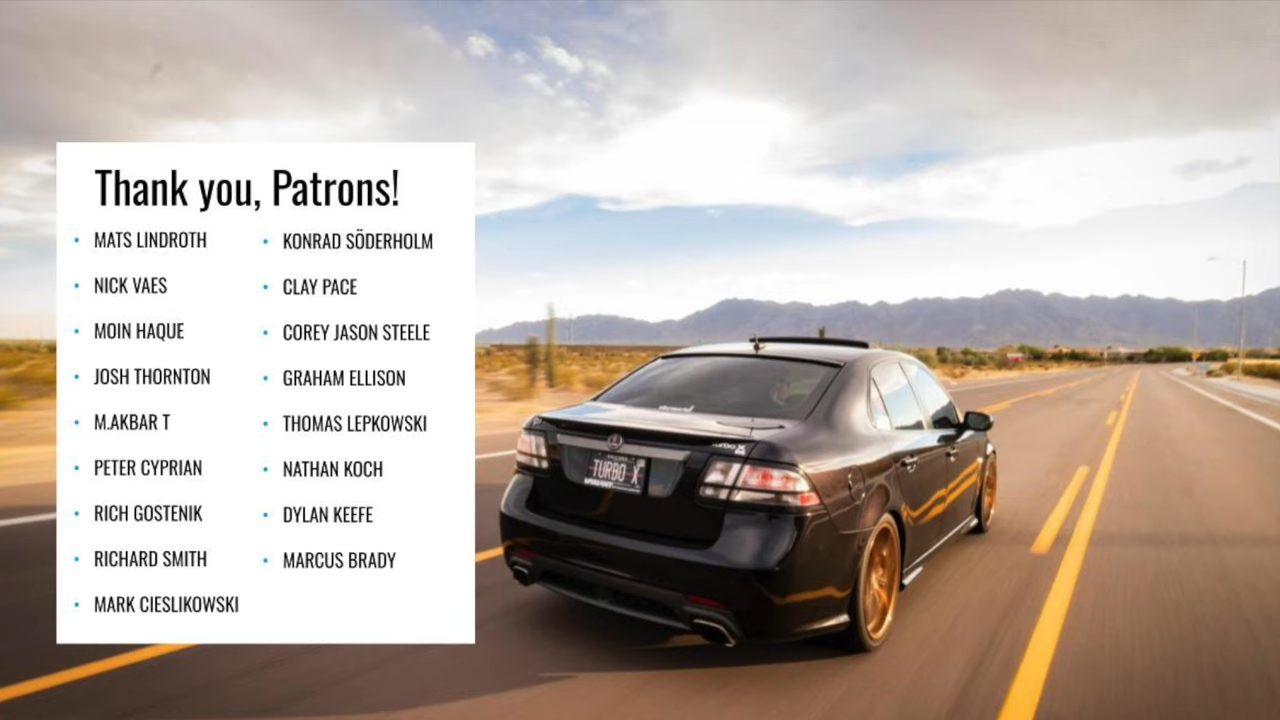 Thank you, Patrons!
MATS LINDROTH
NICK VAES
MOIN HAQUE
JOSH THORNTON
M.AKBAR T
PETER CYPRIAN
RICH GOSTENIK
RICHARD SMITH
MARK CIESLIKOWSKI
KONRAD SÖDERHOLM
CLAY PACE
COREY JASON STEELE
GRAHAM ELLISON
THOMAS LEPKOWSKI
NATHAN KOCH
DYLAN KEEFE
MARCUS BRADY
Turbo X
TURBO X